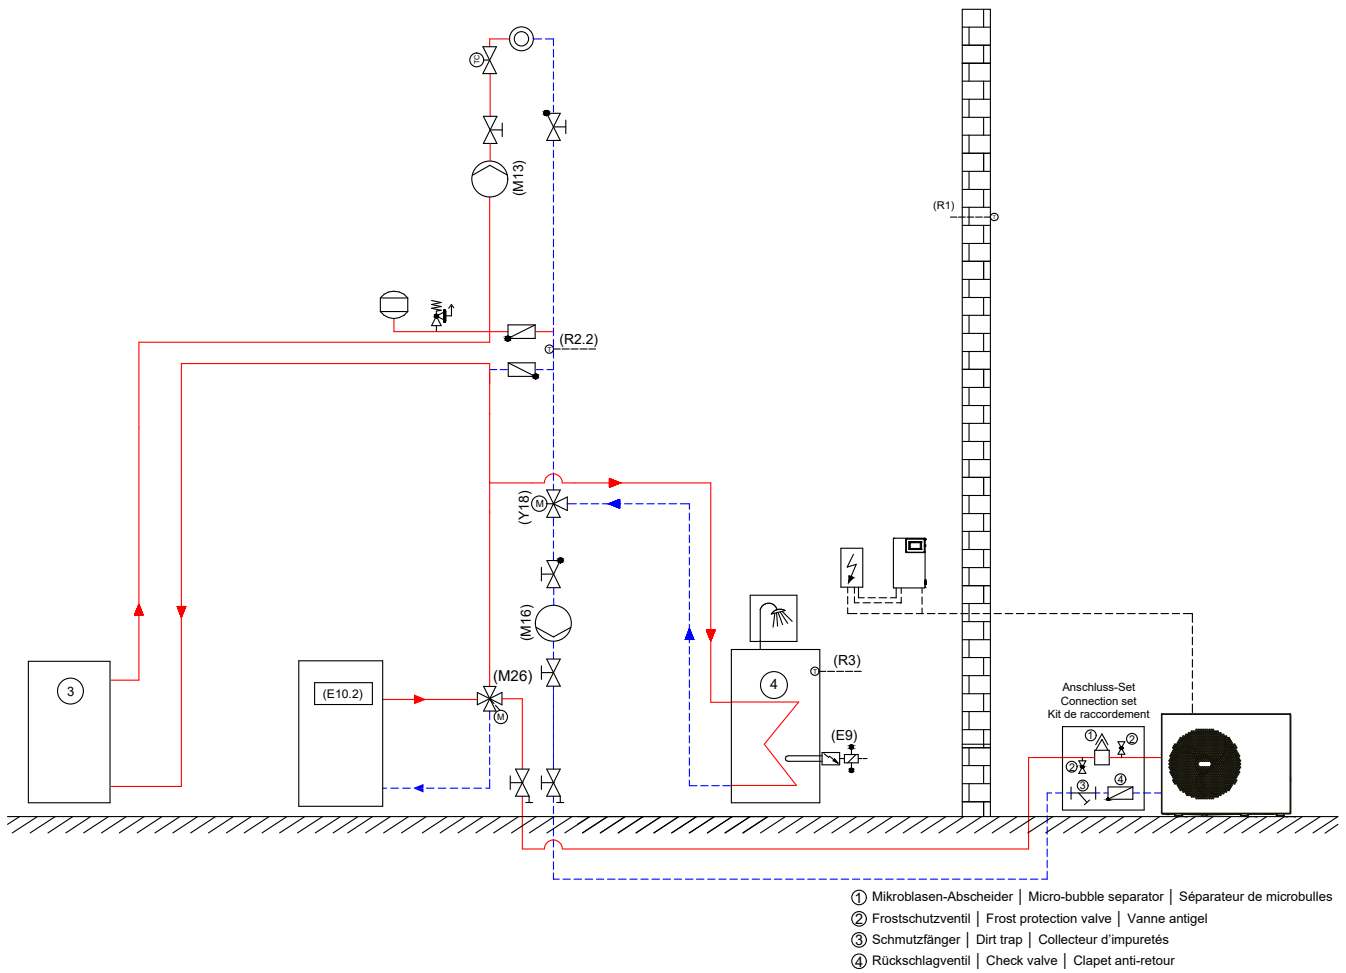 TC
(M13)
(R1)
T
(R2.2)
T
(Y18)
M
(M16)
(M26)
M
3
(E10.2)
4
(R3)
T
(E9)
Anschluss-Set
Connection set
Kit de raccordement
1
2
2
3
4
1 Mikroblasen-Abscheider | Micro-bubble separator | Séparateur de microbulles
2 Frostschutzventil | Frost protection valve | Vanne antigel
3 Schmutzfänger | Dirt trap | Collecteur d'impuretés
4 Rückschlagventil | Check valve | Clapet anti-retour